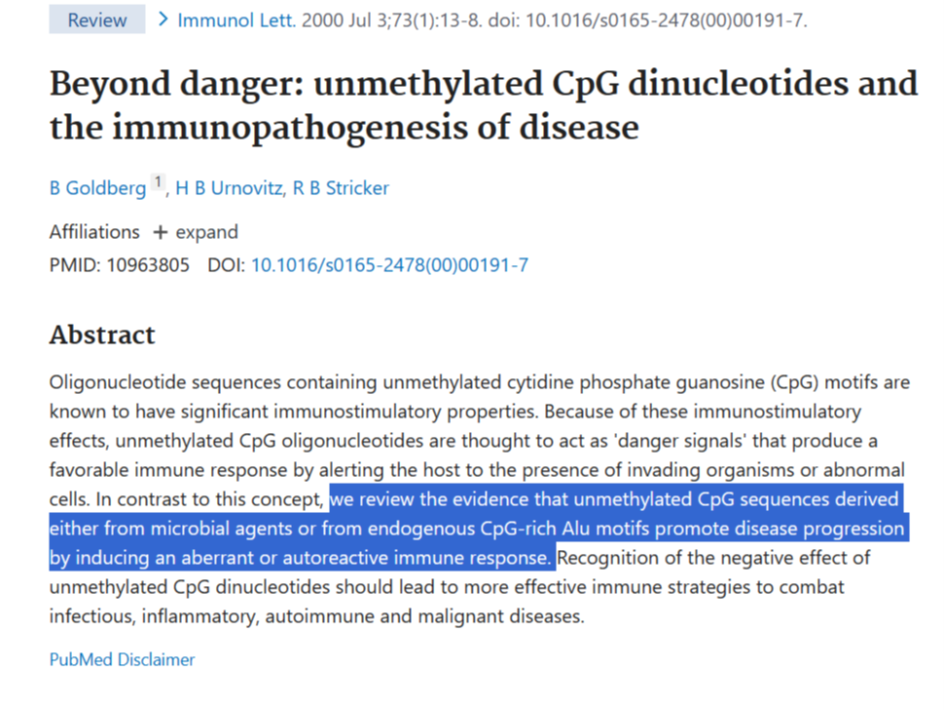 Review > Immunol Lett. 2000 Jul 3;73(1):13-8. doi: 10.1016/s0165-2478(00)00191-7.
Beyond danger: unmethylated CpG dinucleotides and
the immunopathogenesis of disease
B Goldberg 1, H B Urnovitz, R B Stricker
Affiliations + expand
PMID: 10963805 DOI: 10.1016/s0165-2478(00)00191-7
Abstract
Oligonucleotide sequences containing unmethylated cytidine phosphate guanosine (CpG) motifs are
known to have significant immunostimulatory properties. Because of these immunostimulatory
effects, unmethylated CpG oligonucleotides are thought to act as 'danger signals' that produce a
favorable immune response by alerting the host to the presence of invading organisms or abnormal
cells. In contrast to this concept, we review the evidence that unmethylated CpG sequences derived
either from microbial agents or from endogenous CpG-rich Alu motifs promote disease progression
by inducing an aberrant or autoreactive immune response. Recognition of the negative effect of
unmethylated CpG dinucleotides should lead to more effective immune strategies to combat
infectious, inflammatory, autoimmune and malignant diseases.
PubMed Disclaimer